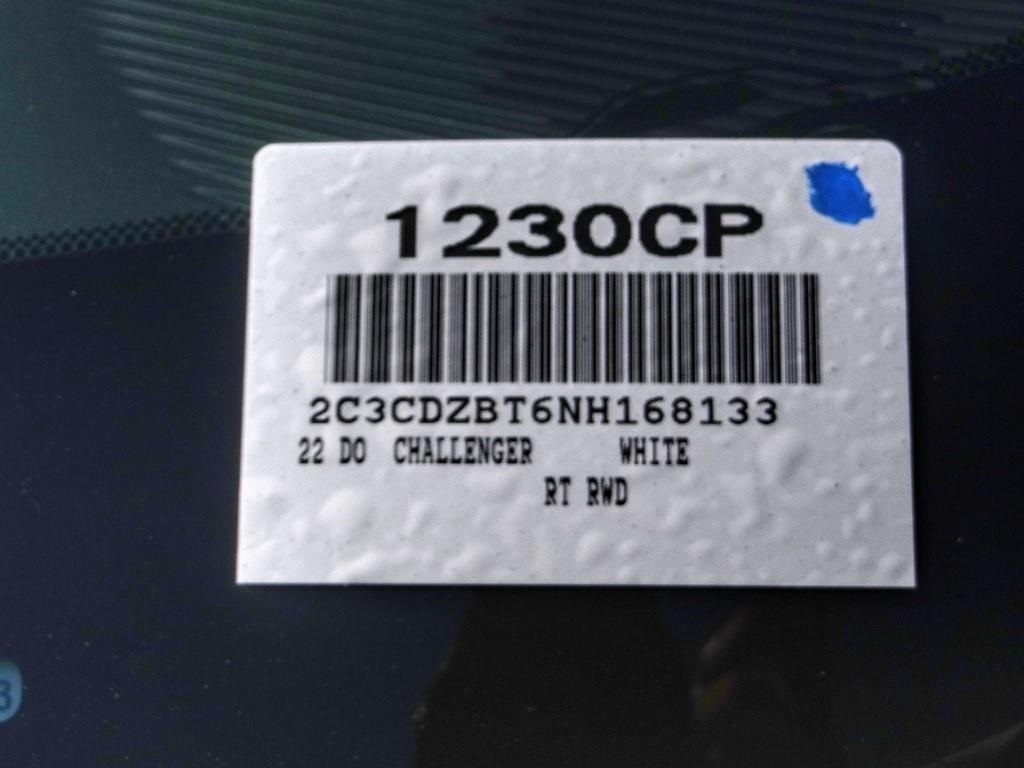 1230CP
2C3CDZBT6NH168133
22 DO CHALLENGER WHITE
RT RWD